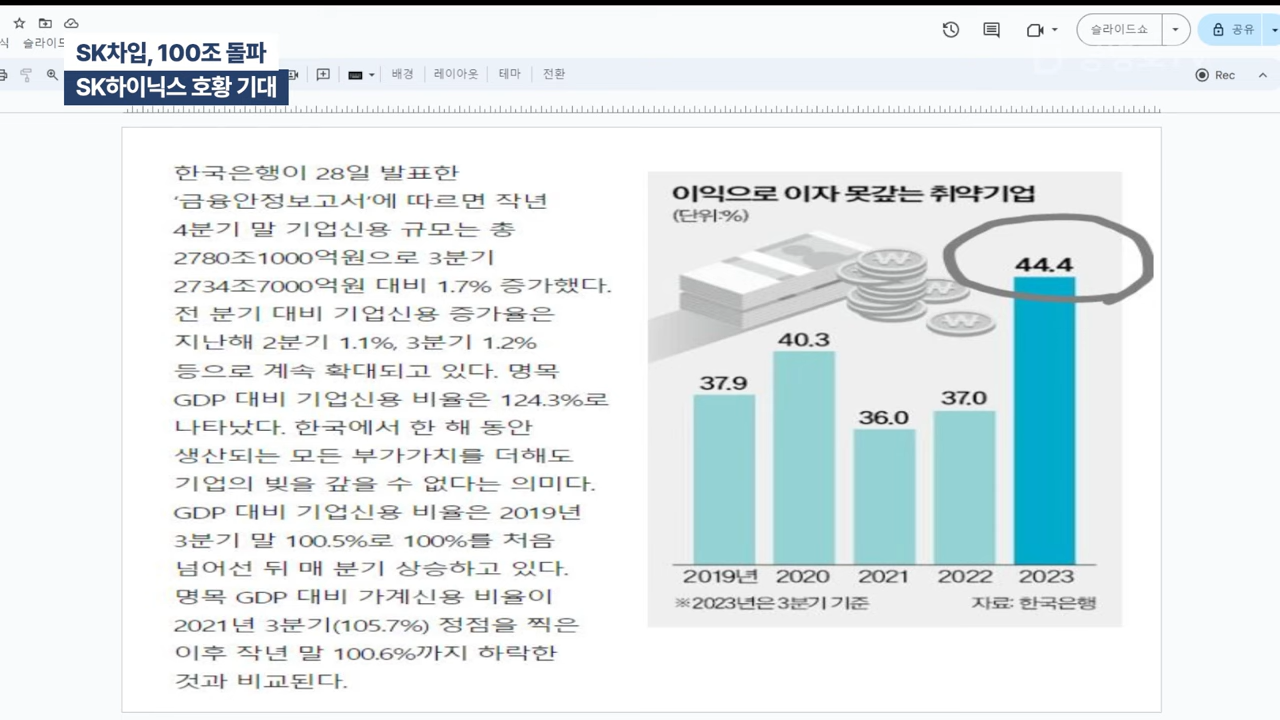 식 슬라이드
SK차입, 100조 돌파
SK하이닉스 호황 기대
슬라이드쇼
공유
배경 레이아웃 테마 전환
Rec
한국은행이 28일 발표한
‘금융안정보고서’에 따르면 작년
4분기 말 기업신용 규모는 총
2780조1000억원으로 3분기
2734조7000억원 대비 1.7% 증가했다.
전 분기 대비 기업신용 증가율은
지난해 2분기 1.1%, 3분기 1.2%
등으로 계속 확대되고 있다. 명목
GDP 대비 기업신용 비율은 124.3%로
나타났다. 한국에서 한 해 동안
생산되는 모든 부가가치를 더해도
기업의 빚을 갚을 수 없다는 의미다.
GDP 대비 기업신용 비율은 2019년
3분기 말 100.5%로 100%를 처음
넘어선 뒤 매 분기 상승하고 있다.
명목 GDP 대비 가계신용 비율이
2021년 3분기(105.7%) 정점을 찍은
이후 작년 말 100.6%까지 하락한
것과 비교된다.
이익으로 이자 못갚는 취약기업
(단위:%)
37.9
40.3
36.0
37.0
44.4
2019년 2020 2021 2022 2023
※2023년은 3분기 기준 자료: 한국은행